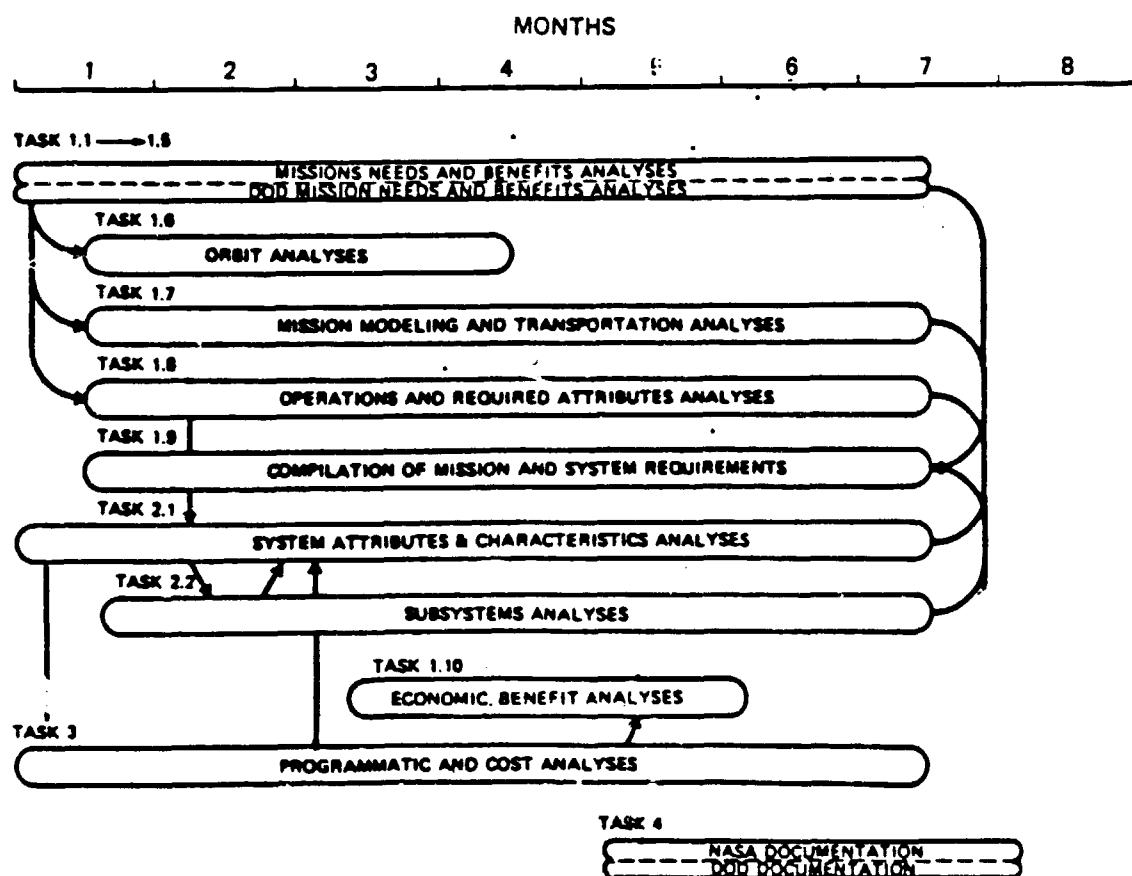 MONTHS
1 2 3 4 5 6 7 8
TASK 1.1 → 1.5
MISSIONS NEEDS AND BENEFITS ANALYSES
DOD MISSION NEEDS AND BENEFITS ANALYSES
TASK 1.6
ORBIT ANALYSES
TASK 1.7
MISSION MODELING AND TRANSPORTATION ANALYSES
TASK 1.8
OPERATIONS AND REQUIRED ATTRIBUTES ANALYSES
TASK 1.9
COMPILATION OF MISSION AND SYSTEM REQUIREMENTS
TASK 2.1
SYSTEM ATTRIBUTES & CHARACTERISTICS ANALYSES
TASK 2.2
SUBSYSTEMS ANALYSES
TASK 1.10
ECONOMIC. BENEFIT ANALYSES
TASK 3
PROGRAMMATIC AND COST ANALYSES
TASK 4
NASA DOCUMENTATION
DOD DOCUMENTATION